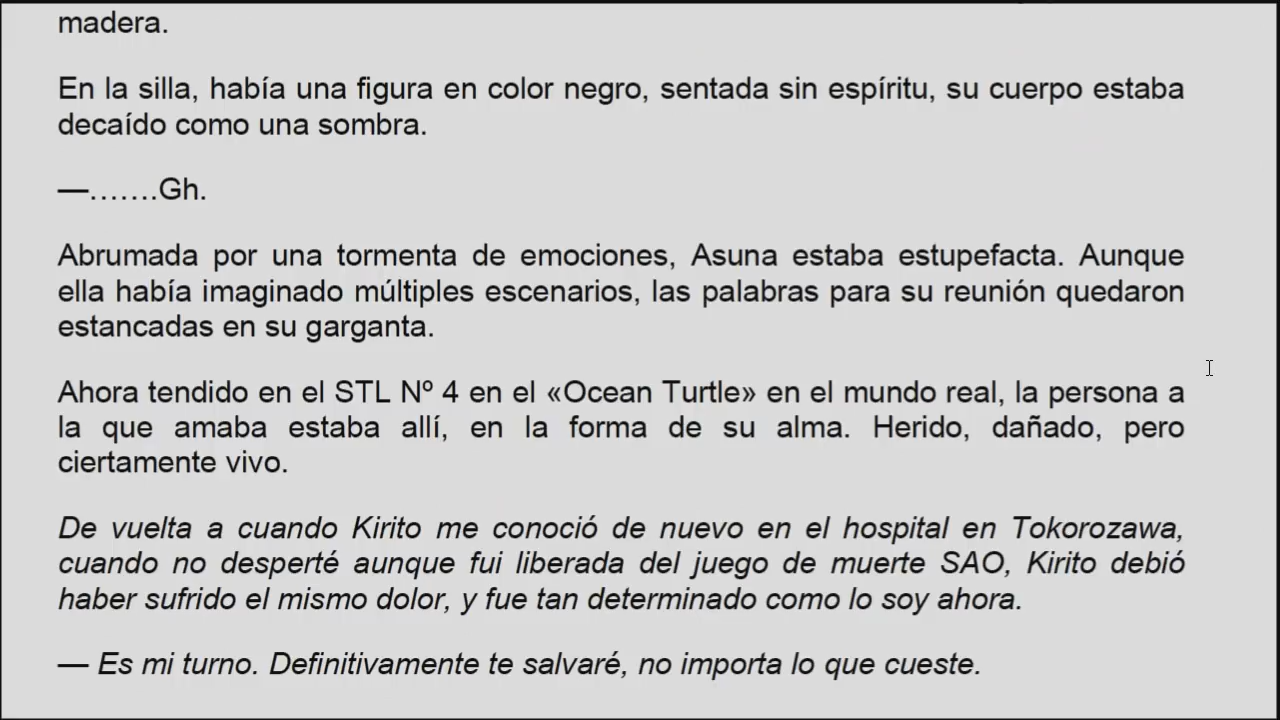 madera.
En la silla, había una figura en color negro, sentada sin espíritu, su cuerpo estaba
decaído como una sombra.
—…….Gh.
Abrumada por una tormenta de emociones, Asuna estaba estupefacta. Aunque
ella había imaginado múltiples escenarios, las palabras para su reunión quedaron
estancadas en su garganta.
Ahora tendido en el STL Nº 4 en el «Ocean Turtle» en el mundo real, la persona a
la que amaba estaba allí, en la forma de su alma. Herido, dañado, pero
ciertamente vivo.
De vuelta a cuando Kirito me conoció de nuevo en el hospital en Tokorozawa,
cuando no desperté aunque fui liberada del juego de muerte SAO, Kirito debió
haber sufrido el mismo dolor, y fue tan determinado como lo soy ahora.
— Es mi turno. Definitivamente te salvaré, no importa lo que cueste.